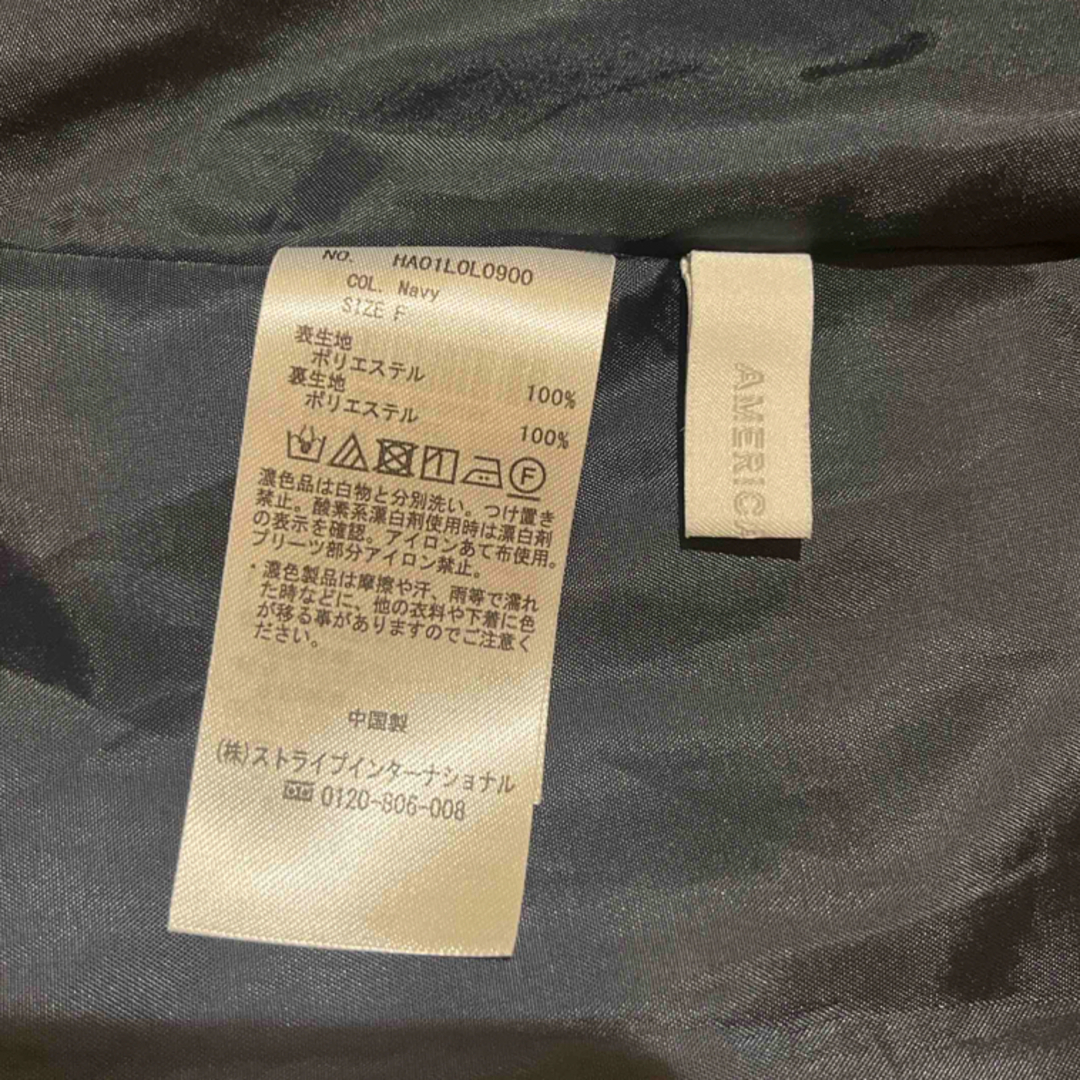 NO. HA01L0L0900
COL. Navy
SIZE F
表生地
ポリエステル 100%
裏生地
ポリエステル 100%
F
濃色品は白物と分別洗い。つけ置き
禁止。酸素系漂白剤使用時は漂白剤
の表示を確認。アイロンあて布使用。
プリーツ部分アイロン禁止。
・濃色製品は摩擦や汗、雨等で濡れ
た時などに、他の衣料や下着に色
が移る事がありますのでご注意く
ださい。
中国製
(株)ストライプインターナショナル
0120-806-008
AMERICA